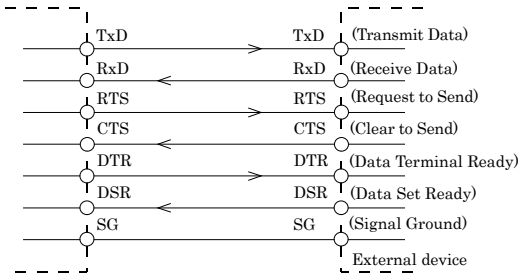 TxD TxD (Transmit Data)
RxD RxD (Receive Data)
RTS RTS (Request to Send)
CTS CTS (Clear to Send)
DTR DTR (Data Terminal Ready)
DSR DSR (Data Set Ready)
SG SG (Signal Ground)
External device